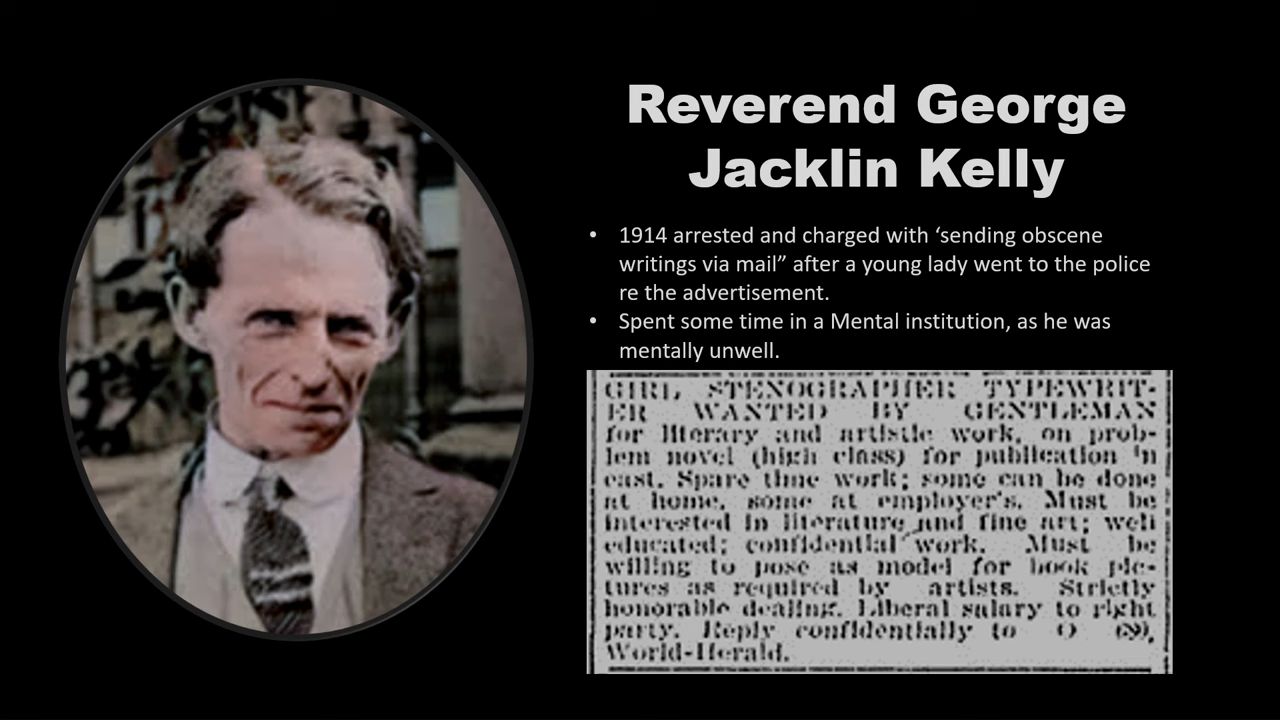 Reverend George
Jacklin Kelly
• 1914 arrested and charged with ‘sending obscene
writings via mail” after a young lady went to the police
re the advertisement.
• Spent some time in a Mental institution, as he was
mentally unwell.
GIRL STENOGRAPHER TYPEWRIT-
ER WANTED BY GENTLEMAN
for literary and artistic work, on prob-
lem novel (high class) for publication in
east. Spare time work; some can be done
at home, some at employer's. Must be
interested in literature and fine art; well
educated; confidential work. Must be
willing to pose as model for book pic-
tures as required by artists. Strictly
honorable dealing. Liberal salary to right
party. Reply confidentially to O
World-Herald.